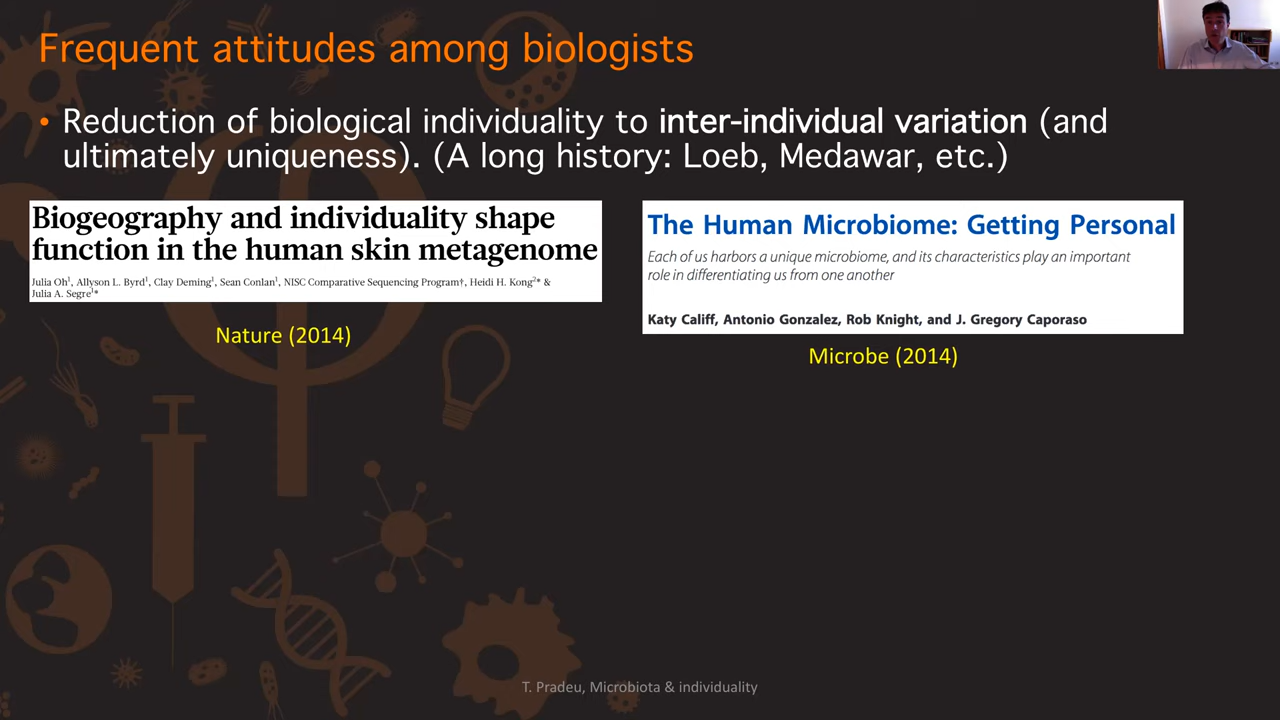 Frequent attitudes among biologists
• Reduction of biological individuality to inter-individual variation (and
ultimately uniqueness). (A long history: Loeb, Medawar, etc.)
Biogeography and individuality shape
function in the human skin metagenome
Julia Oh¹, Allyson L. Byrd¹, Clay Deming¹, Sean Conlan¹, NISC Comparative Sequencing Program†, Heidi H. Kong²* &
Julia A. Segre¹*
Nature (2014)
The Human Microbiome: Getting Personal
Each of us harbors a unique microbiome, and its characteristics play an important
role in differentiating us from one another
Katy Califf, Antonio Gonzalez, Rob Knight, and J. Gregory Caporaso
Microbe (2014)
T. Pradeu, Microbiota & individuality